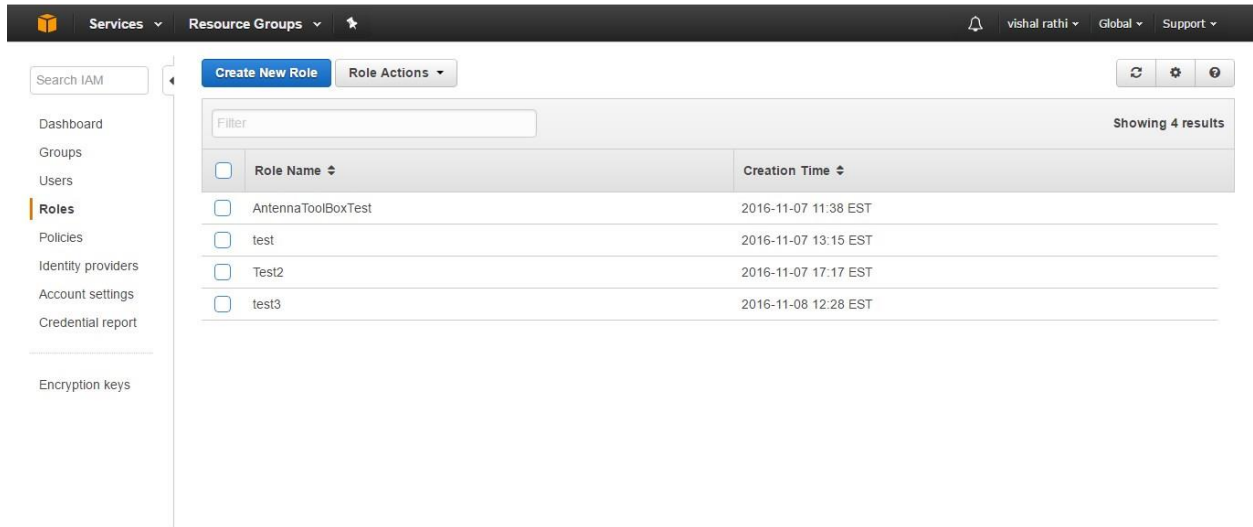 Services Resource Groups vishal rathi Global Support
Search IAM
Dashboard
Groups
Users
Roles
Policies
Identity providers
Account settings
Credential report
Encryption keys
Create New Role Role Actions
Filter Showing 4 results
Role Name Creation Time
AntennaToolBoxTest 2016-11-07 11:38 EST
test 2016-11-07 13:15 EST
Test2 2016-11-07 17:17 EST
test3 2016-11-08 12:28 EST